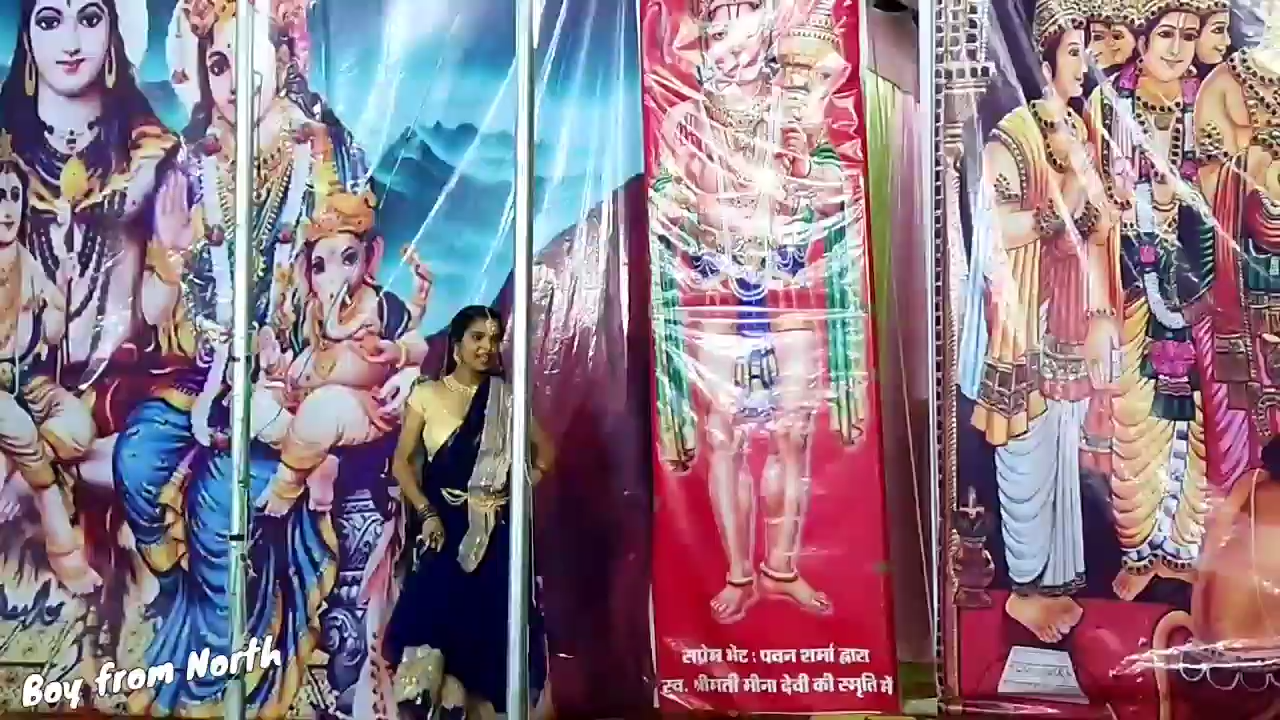 सप्रेम भेंट : पवन शर्मा द्वारा
स्व. श्रीमती मीना देवी की स्मृति में
Boy from North